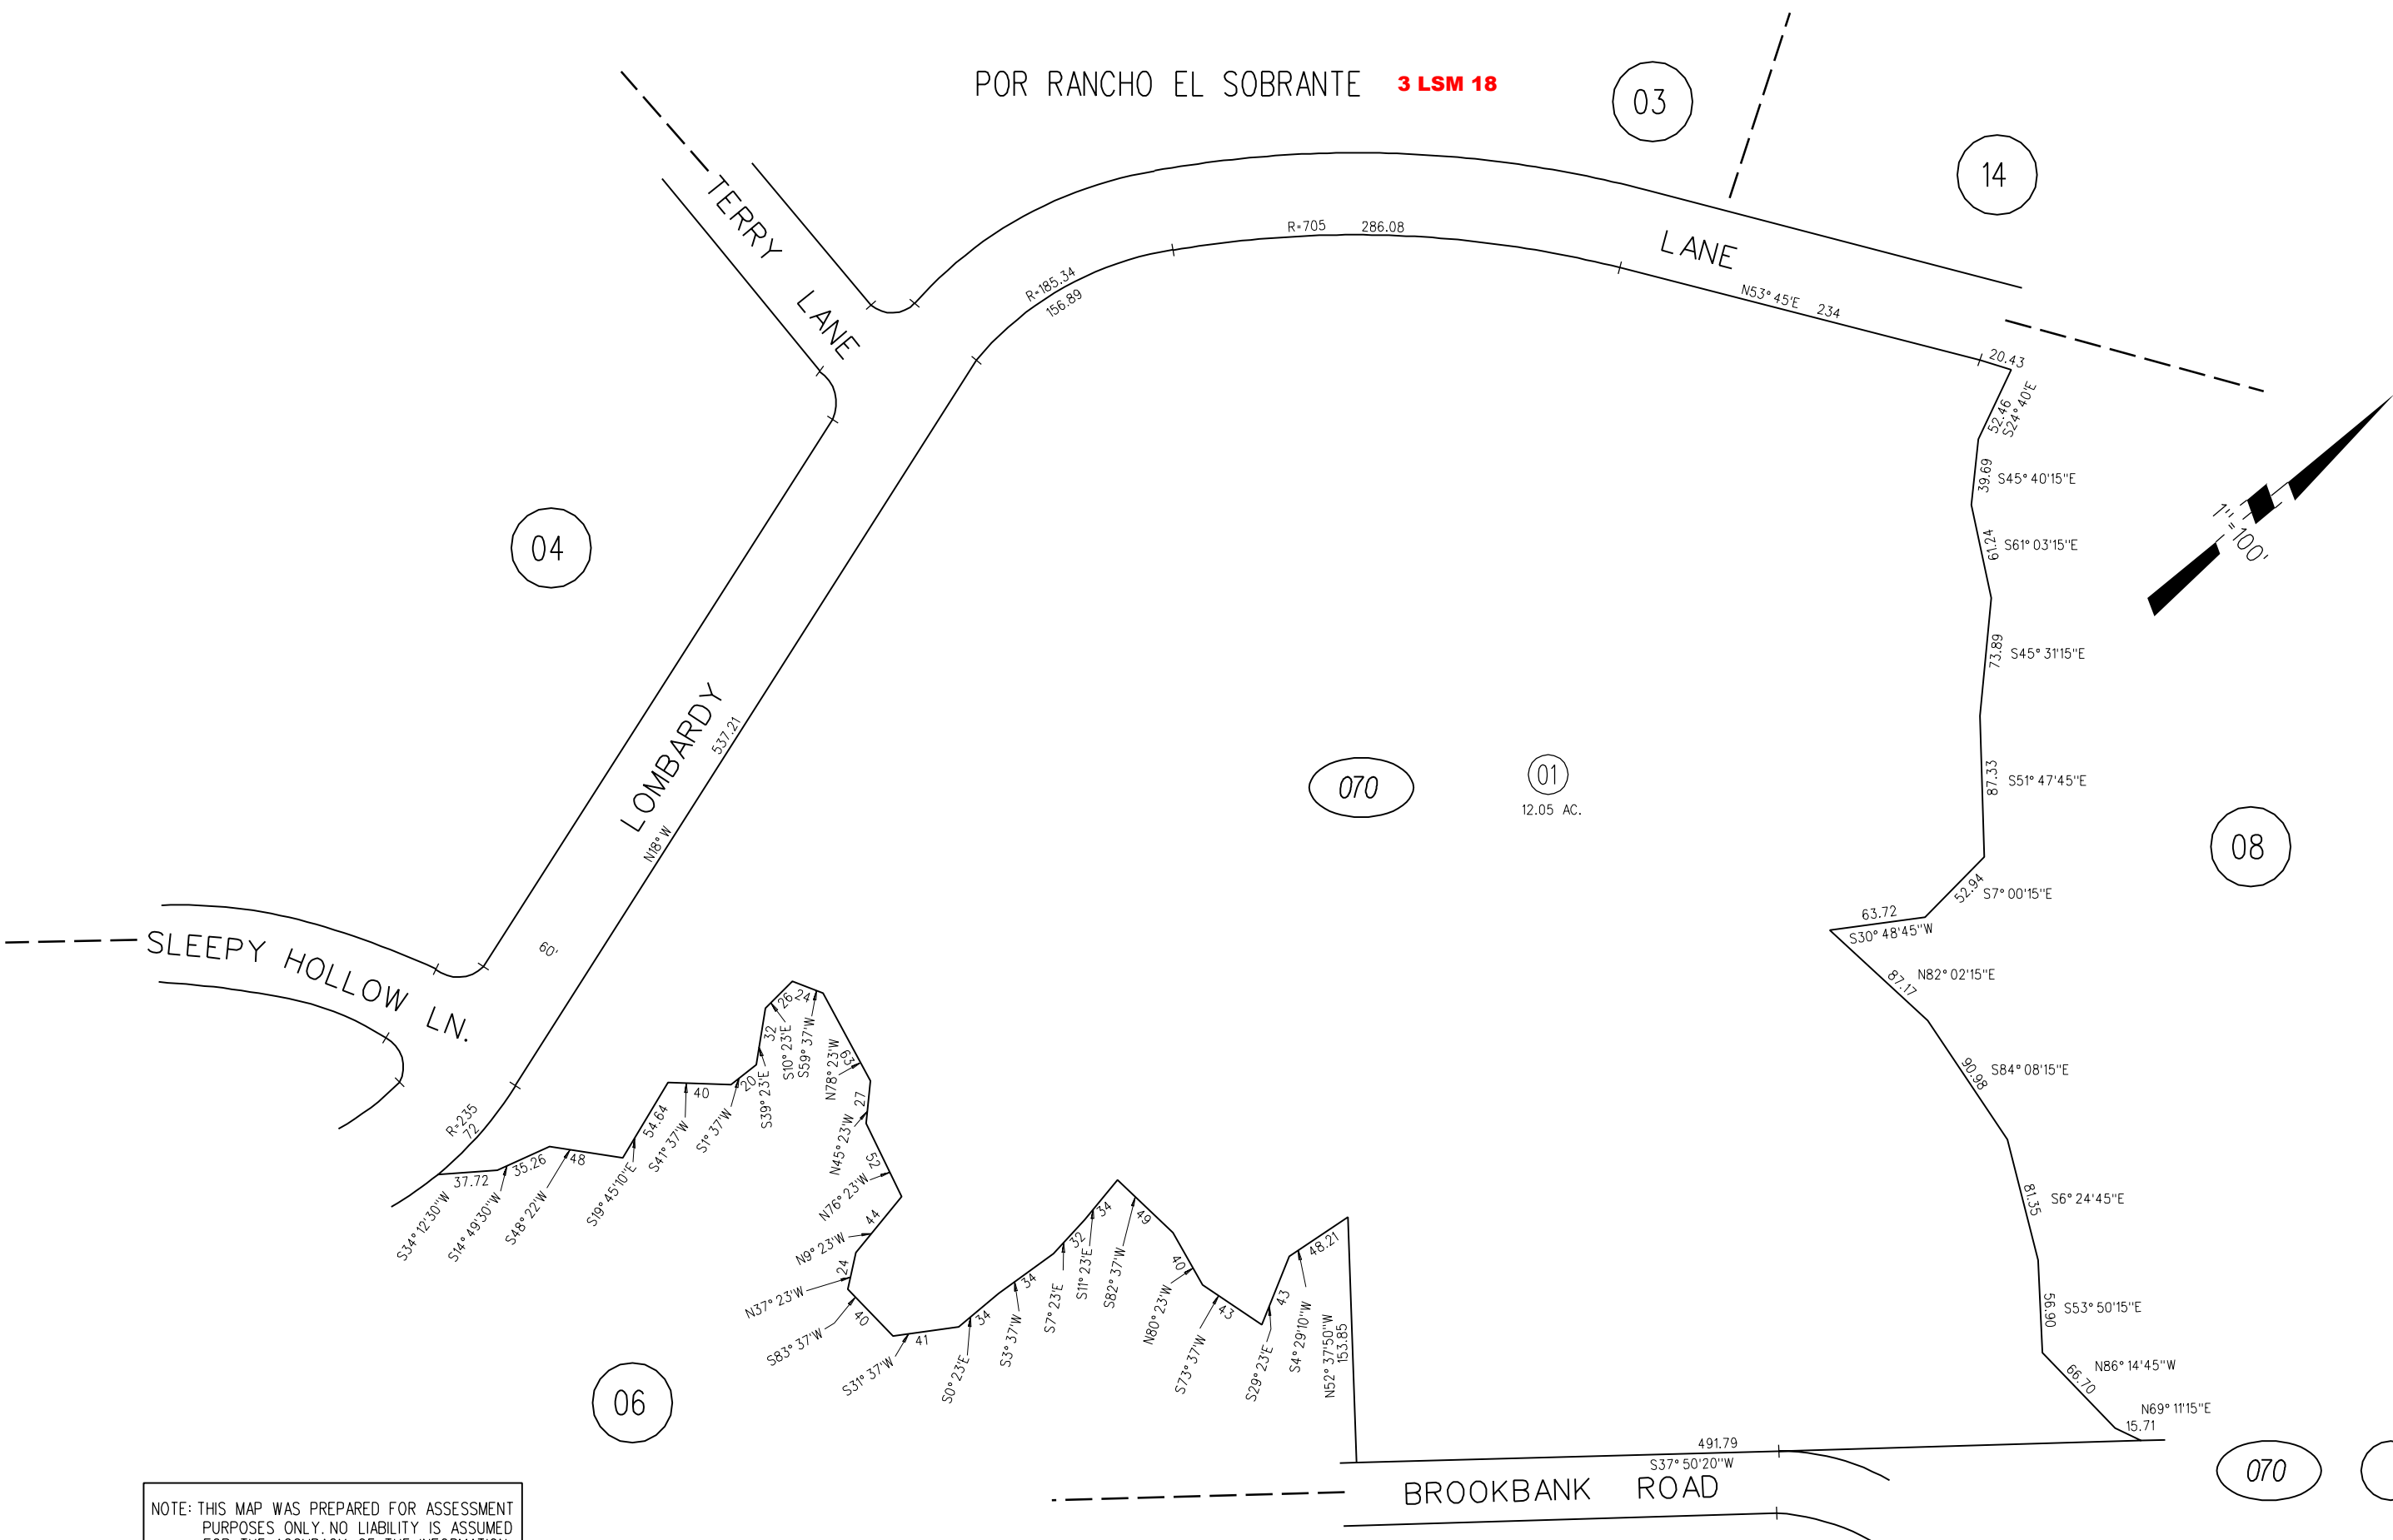 POR RANCHO EL SOBRANTE 3 LSM 18
03
14
TERRY LANE
R=705 286.08
LANE
R=185.34
156.89
N53°45'E 234
20.43
52.46
S24°40'E
39.69 S45°40'15"E
61.24 S61°03'15"E
1"=100'
04
73.89 S45°31'15"E
LOMBARDY
537.21
N18°W
070
01
12.05 AC.
87.33 S51°47'45"E
08
52.94 S7°00'15"E
63.72
S30°48'45"W
87.17 N82°02'15"E
SLEEPY HOLLOW LN.
60'
90.98 S84°08'15"E
R=235
72
37.72
S34°12'30"W
35.26
S14°49'30"W
48
S48°22'W
54.64
S19°45'10"E
40
S41°37'W
20
S1°37'W
32
S39°23'E
26
S10°23'E
24
S59°37'W
63
N78°23'W
27
N45°23'W
52
N76°23'W
44
N9°23'W
24
N37°23'W
40
S83°37'W
41
S31°37'W
34
S0°23'E
34
S3°37'W
32
S7°23'E
34
S11°23'E
49
S82°37'W
40
N80°23'W
43
S73°37'W
43
S29°23'E
48.21
S4°29'10"W
N52°37'50"W
153.85
81.35 S6°24'45"E
56.90 S53°50'15"E
66.70 N86°14'45"W
N69°11'15"E
15.71
06
491.79
S37°50'20"W
BROOKBANK ROAD
070
NOTE: THIS MAP WAS PREPARED FOR ASSESSMENT
PURPOSES ONLY. NO LIABILITY IS ASSUMED
FOR THE ACCURACY OF THE INFORMATION